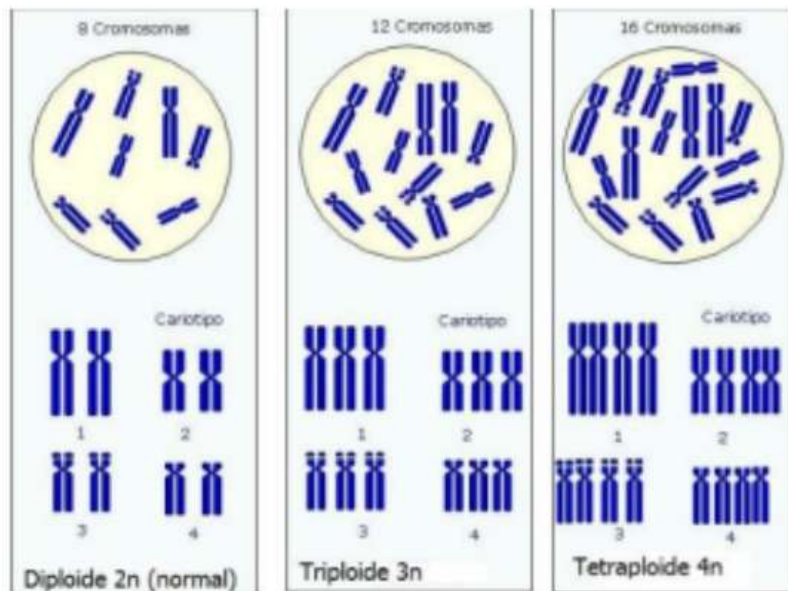 8 Cromosomas
Cariotipo
1
2
3
4
Diploide 2n (normal)
12 Cromosomas
Cariotipo
1
2
3
4
Triploide 3n
16 Cromosomas
Cariotipo
1
2
3
4
Tetraploide 4n